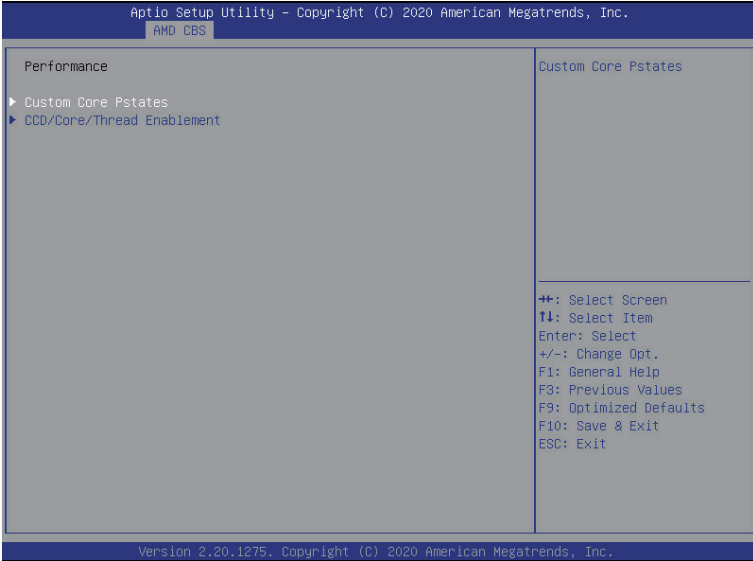 Aptio Setup Utility – Copyright (C) 2020 American Megatrends, Inc.
AMD CBS
Performance
Custom Core Pstates
CCD/Core/Thread Enablement
Custom Core Pstates
→←: Select Screen
↑↓: Select Item
Enter: Select
+/-: Change Opt.
F1: General Help
F3: Previous Values
F9: Optimized Defaults
F10: Save & Exit
ESC: Exit
Version 2.20.1275. Copyright (C) 2020 American Megatrends, Inc.